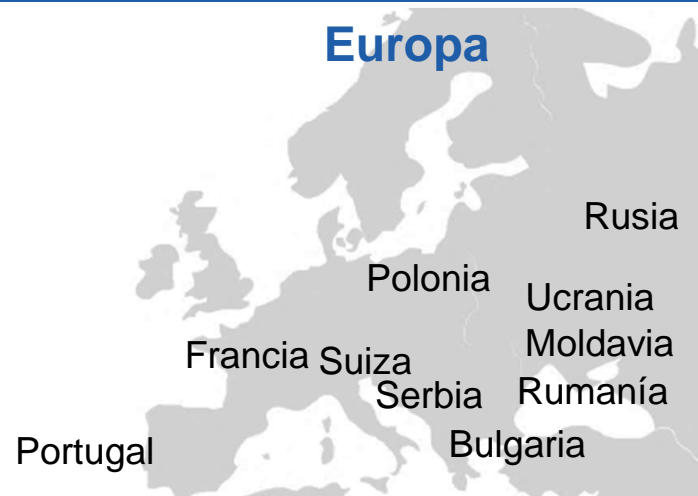 Europa
Rusia
Polonia
Ucrania
Moldavia
Francia
Suiza
Serbia
Rumanía
Bulgaria
Portugal